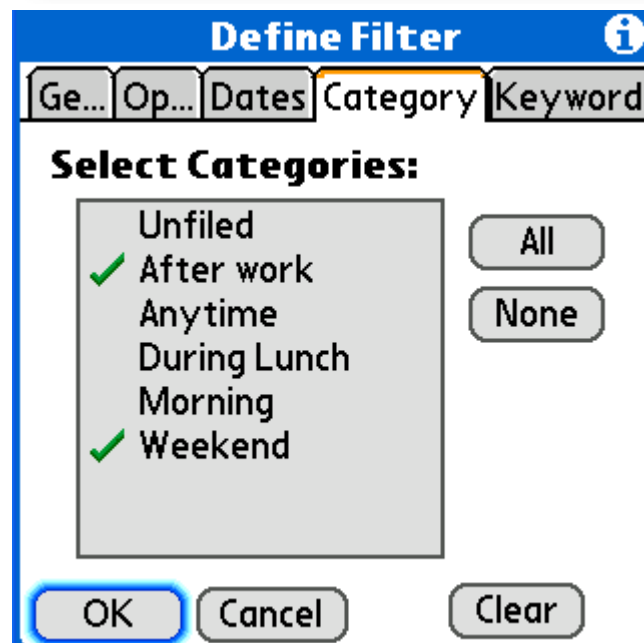 Define Filter
Ge... Op... Dates Category Keyword
Select Categories:
Unfiled
After work
Anytime
During Lunch
Morning
Weekend
All
None
OK Cancel Clear